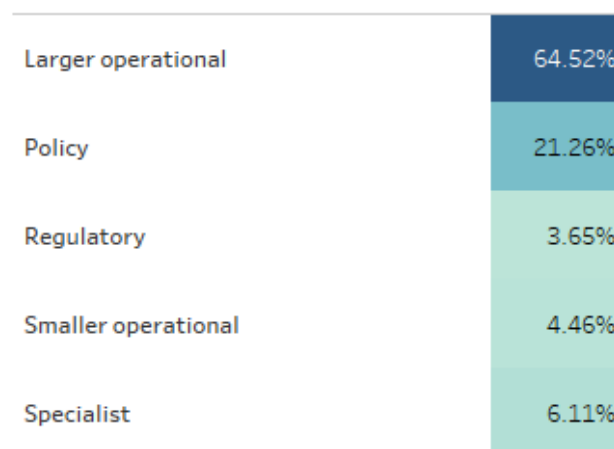 Larger operational 64.52%
Policy 21.26%
Regulatory 3.65%
Smaller operational 4.46%
Specialist 6.11%